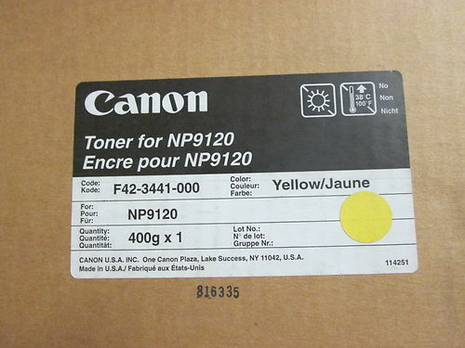 Canon
38°C
100°F
No
Non
Nicht
Toner for NP9120
Encre pour NP9120
Code:
Kode:
F42-3441-000
Color:
Couleur:
Farbe:
Yellow/Jaune
For:
Pour:
Für:
NP9120
Quantity:
Quantité:
Quantität:
400g x 1
Lot No.:
N° de lot:
Gruppe Nr.:
CANON U.S.A. INC. One Canon Plaza, Lake Success, NY 11042, U.S.A.
Made in U.S.A./ Fabriqué aux États-Unis
114251
816335